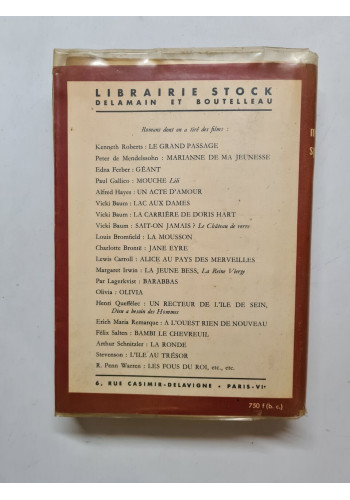 LIBRAIRIE STOCK
DELAMAIN ET BOUTELLEAU
Romans dont on a tiré des films :
Kenneth Roberts : LE GRAND PASSAGE
Peter de Mendelssohn : MARIANNE DE MA JEUNESSE
Edna Ferber : GÉANT
Paul Gallico : MOUCHE Lili
Alfred Hayes : UN ACTE D'AMOUR
Vicki Baum : LAC AUX DAMES
Vicki Baum : LA CARRIÈRE DE DORIS HART
Vicki Baum : SAIT-ON JAMAIS ? Le Château de verre
Louis Bromfield : LA MOUSSON
Charlotte Brontë : JANE EYRE
Lewis Carroll : ALICE AU PAYS DES MERVEILLES
Margaret Irwin : LA JEUNE BESS, La Reine Vierge
Par Lagerkvist : BARABBAS
Olivia : OLIVIA
Henri Queffélec : UN RECTEUR DE L'ILE DE SEIN,
Dieu a besoin des Hommes
Erich Maria Remarque : A L'OUEST RIEN DE NOUVEAU
Félix Salten : BAMBI LE CHEVREUIL
Arthur Schnitzler : LA RONDE
Stevenson : L'ILE AU TRÉSOR
R. Penn Warren : LES FOUS DU ROI, etc., etc.
6, RUE CASIMIR-DELAVIGNE - PARIS-VIe
750 f (b. c.)